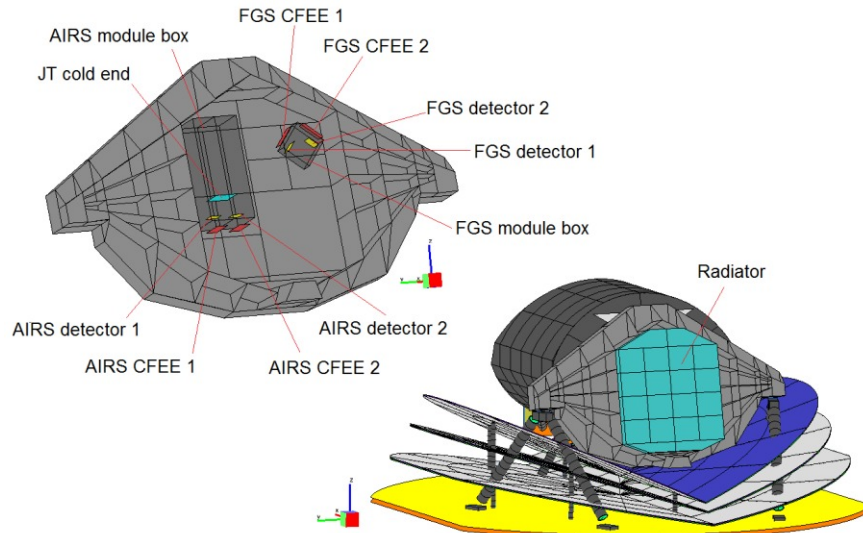 FGS CFEE 1
AIRS module box
FGS CFEE 2
JT cold end
FGS detector 2
FGS detector 1
FGS module box
Radiator
AIRS detector 1
AIRS detector 2
AIRS CFEE 1
AIRS CFEE 2